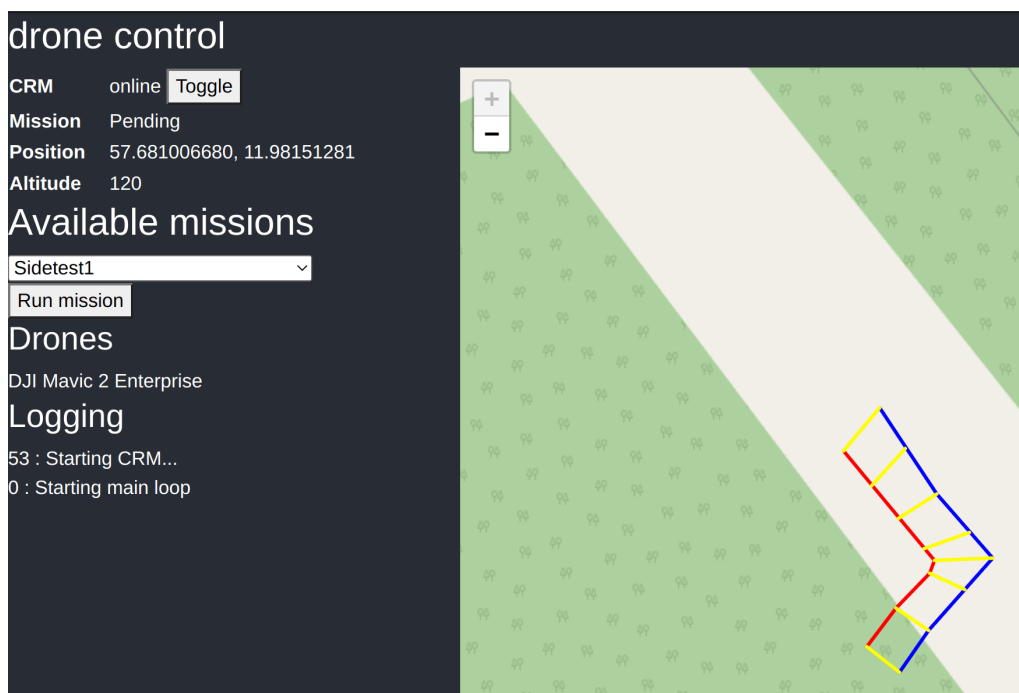 drone control
CRM online Toggle
Mission Pending
Position 57.681006680, 11.98151281
Altitude 120
Available missions
Sidetest1
Run mission
Drones
DJI Mavic 2 Enterprise
Logging
53 : Starting CRM...
0 : Starting main loop
+
−